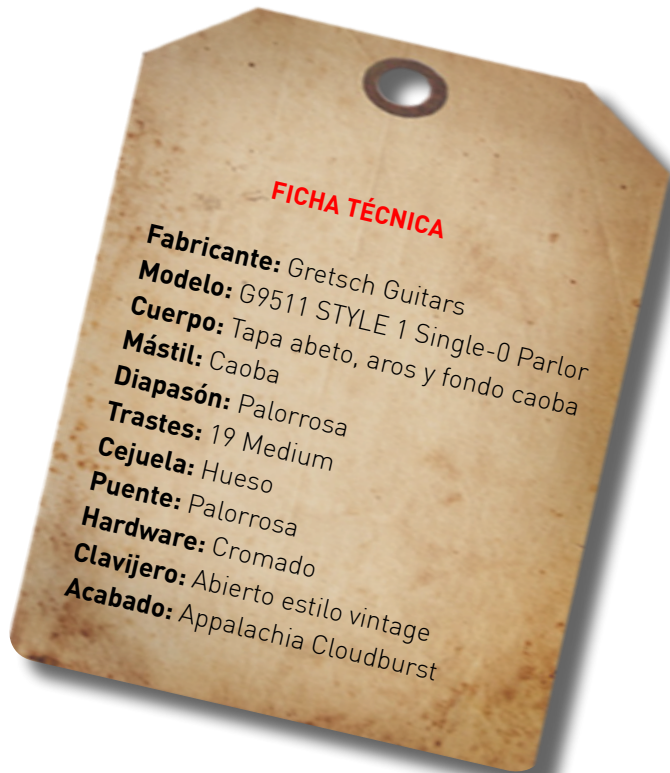 FICHA TÉCNICA
Fabricante: Gretsch Guitars
Modelo: G9511 STYLE 1 Single-0 Parlor
Cuerpo: Tapa abeto, aros y fondo caoba
Mástil: Caoba
Diapasón: Palorrosa
Trastes: 19 Medium
Cejuela: Hueso
Puente: Palorrosa
Hardware: Cromado
Clavijero: Abierto estilo vintage
Acabado: Appalachia Cloudburst